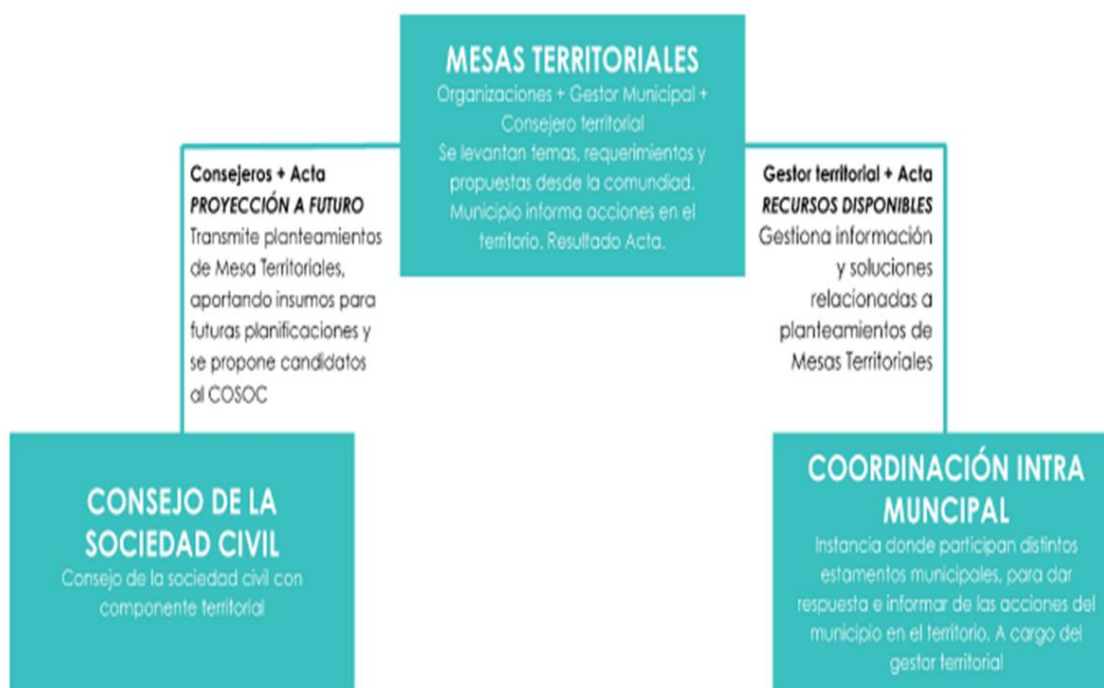 MESAS TERRITORIALES
Organizaciones + Gestor Municipal +
Consejero territorial
Se levantan temas, requerimientos y
propuestas desde la comundiad.
Municipio informa acciones en el
territorio. Resultado Acta.
Consejeros + Acta
PROYECCIÓN A FUTURO
Transmite planteamientos
de Mesa Territoriales,
aportando insumos para
futuras planificaciones y
se propone candidatos
al COSOC
Gestor territorial + Acta
RECURSOS DISPONIBLES
Gestiona información
y soluciones
relacionadas a
planteamientos de
Mesas Territoriales
CONSEJO DE LA
SOCIEDAD CIVIL
Consejo de la sociedad civil con
componente territorial
COORDINACIÓN INTRA
MUNCIPAL
Instancia donde participan distintos
estamentos municipales, para dar
respuesta e informar de las acciones del
municipio en el territorio. A cargo del
gestor territorial